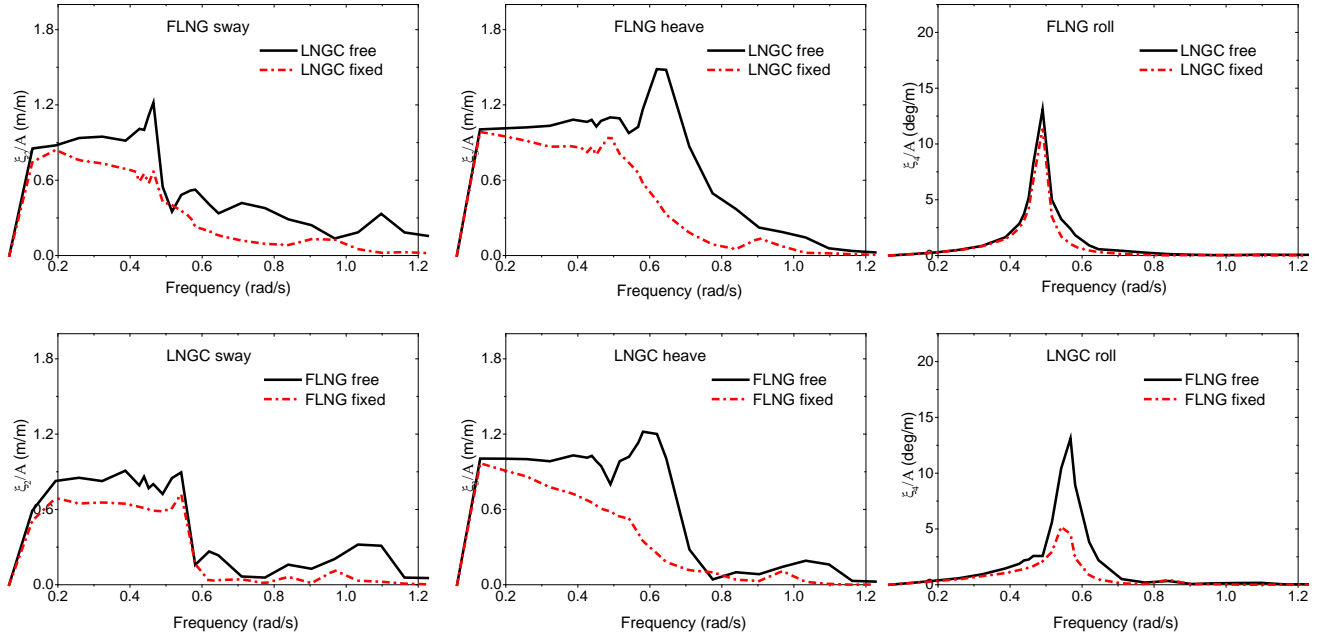 FLNG sway
LNGC free
LNGC fixed
ξ2/A (m/m)
1.8
1.2
0.6
0.0
0.2 0.4 0.6 0.8 1.0 1.2
Frequency (rad/s)
FLNG heave
LNGC free
LNGC fixed
/A (m/m)
1.8
1.2
0.6
0.0
0.2 0.4 0.6 0.8 1.0 1.2
Frequency (rad/s)
FLNG roll
LNGC free
LNGC fixed
ξ4/A (deg/m)
20
15
10
5
0
0.2 0.4 0.6 0.8 1.0 1.2
Frequency (rad/s)
LNGC sway
FLNG free
FLNG fixed
ξ2/A (m/m)
1.8
1.2
0.6
0.0
0.2 0.4 0.6 0.8 1.0 1.2
Frequency (rad/s)
LNGC heave
FLNG free
FLNG fixed
/A (m/m)
1.8
1.2
0.6
0.0
0.2 0.4 0.6 0.8 1.0 1.2
Frequency (rad/s)
LNGC roll
FLNG free
FLNG fixed
ξ4/A (deg/m)
20
15
10
5
0
0.2 0.4 0.6 0.8 1.0 1.2
Frequency (rad/s)